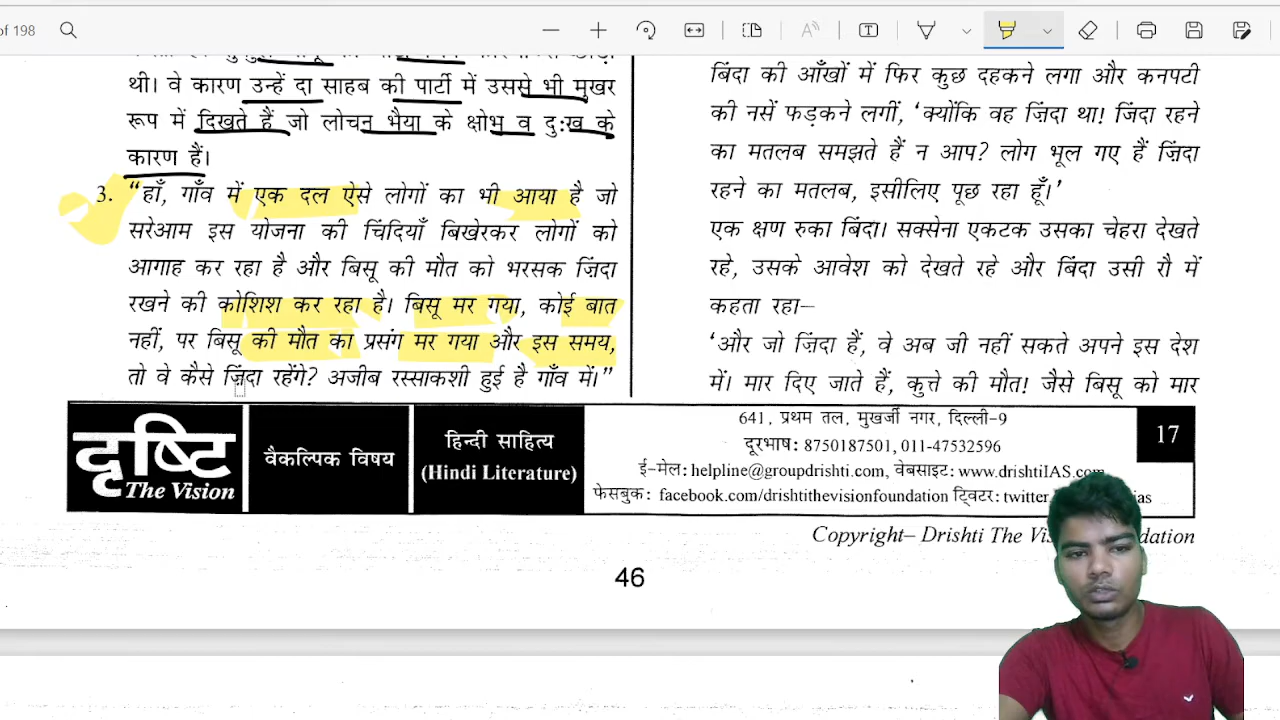 of 198
थी। वे कारण उन्हें दा साहब की पार्टी में उससे भी मुखर
रूप में दिखते हैं जो लोचन भैया के क्षोभ व दुःख के
कारण हैं।
3. “हाँ, गाँव में एक दल ऐसे लोगों का भी आया है जो
सरेआम इस योजना की चिंदियाँ बिखेरकर लोगों को
आगाह कर रहा है और बिसू की मौत को भरसक ज़िंदा
रखने की कोशिश कर रहा है। बिसू मर गया, कोई बात
नहीं, पर बिसू की मौत का प्रसंग मर गया और इस समय,
तो वे कैसे ज़िंदा रहेंगे? अजीब रस्साकशी हुई है गाँव में।”
बिंदा की आँखों में फिर कुछ दहकने लगा और कनपटी
की नसें फड़कने लगीं, ‘क्योंकि वह ज़िंदा था! ज़िंदा रहने
का मतलब समझते हैं न आप? लोग भूल गए हैं ज़िंदा
रहने का मतलब, इसीलिए पूछ रहा हूँ।’
एक क्षण रुका बिंदा। सक्सेना एकटक उसका चेहरा देखते
रहे, उसके आवेश को देखते रहे और बिंदा उसी रौ में
कहता रहा–
‘और जो ज़िंदा हैं, वे अब जी नहीं सकते अपने इस देश
में। मार दिए जाते हैं, कुत्ते की मौत! जैसे बिसू को मार
दृष्टि
The Vision
वैकल्पिक विषय
हिन्दी साहित्य
(Hindi Literature)
641, प्रथम तल, मुखर्जी नगर, दिल्ली-9
दूरभाष: 8750187501, 011-47532596
ई-मेल: helpline@groupdrishti.com, वेबसाइट: www.drishtiIAS.com
फेसबुक: facebook.com/drishtithevisionfoundation ट्विटर: twitter
17
Copyright– Drishti The
46